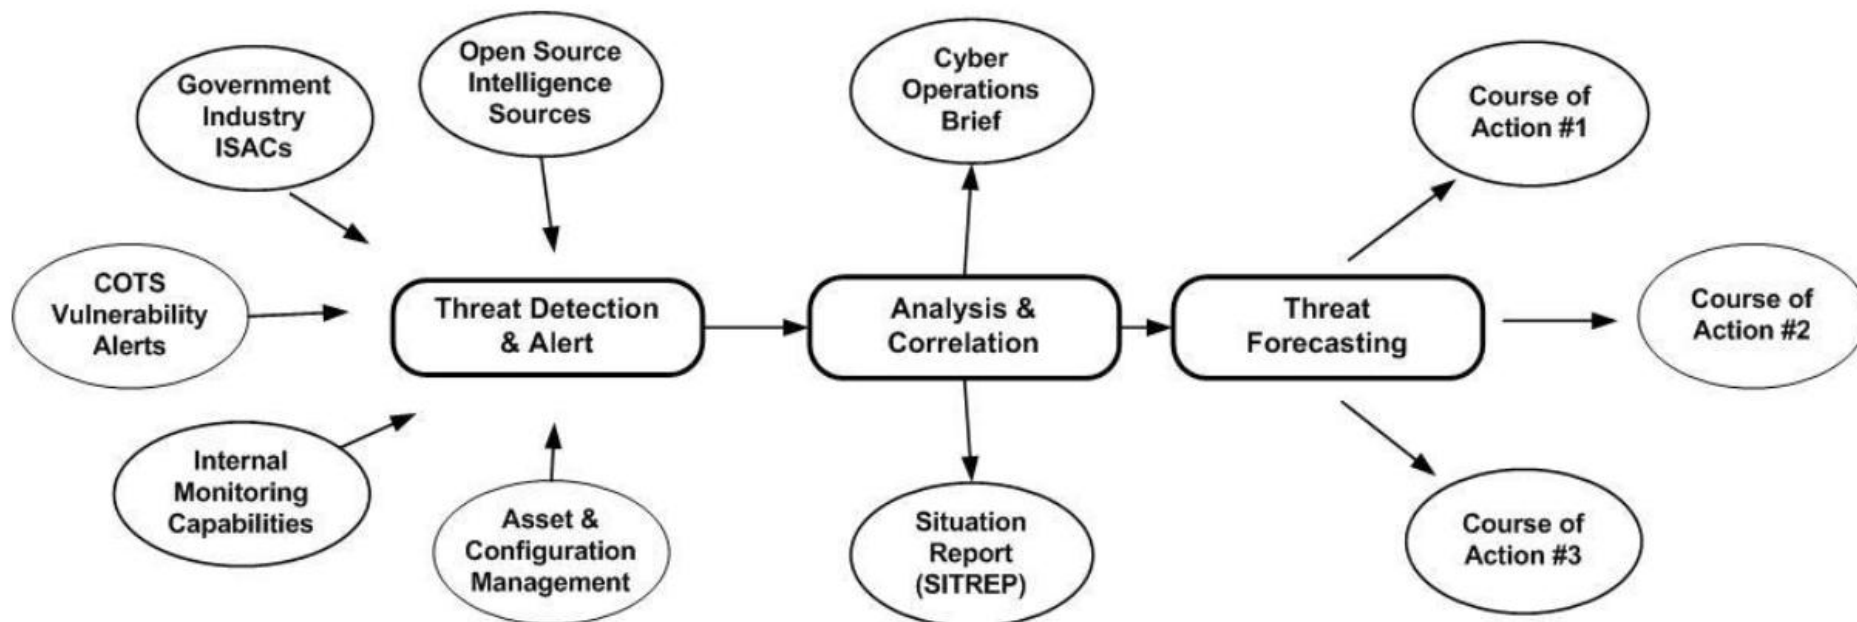 Government
Industry
ISACs
Open Source
Intelligence
Sources
COTS
Vulnerability
Alerts
Internal
Monitoring
Capabilities
Asset &
Configuration
Management
Threat Detection
& Alert
Cyber
Operations
Brief
Analysis &
Correlation
Situation
Report
(SITREP)
Threat
Forecasting
Course of
Action #1
Course of
Action #2
Course of
Action #3